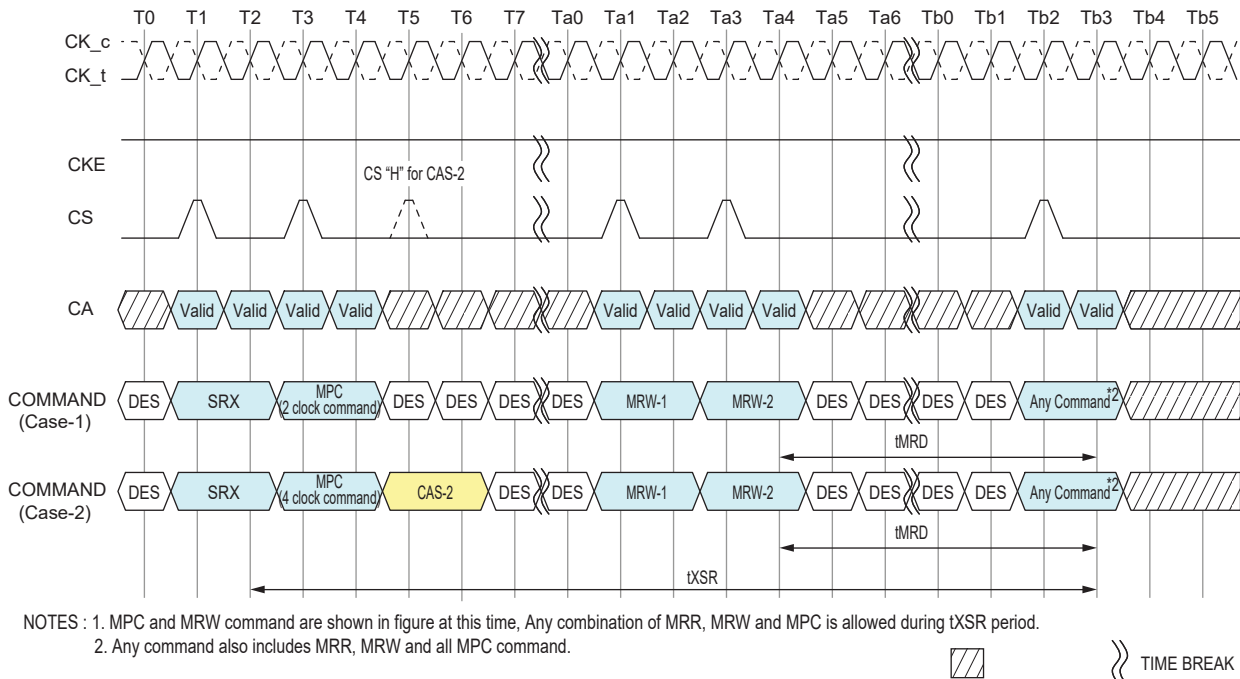 T0 T1 T2 T3 T4 T5 T6 T7 Ta0 Ta1 Ta2 Ta3 Ta4 Ta5 Ta6 Tb0 Tb1 Tb2 Tb3 Tb4 Tb5
CK_c
CK_t
CKE
CS "H" for CAS-2
CS
CA Valid Valid Valid Valid Valid Valid Valid Valid Valid Valid
COMMAND
(Case-1)
DES SRX MPC
(2 clock command)
DES DES DES DES MRW-1 MRW-2 DES DES DES DES Any Command*2
tMRD
COMMAND
(Case-2)
DES SRX MPC
(4 clock command)
CAS-2 DES DES MRW-1 MRW-2 DES DES DES DES Any Command*2
tMRD
tXSR
NOTES : 1. MPC and MRW command are shown in figure at this time, Any combination of MRR, MRW and MPC is allowed during tXSR period.
2. Any command also includes MRR, MRW and all MPC command.
TIME BREAK